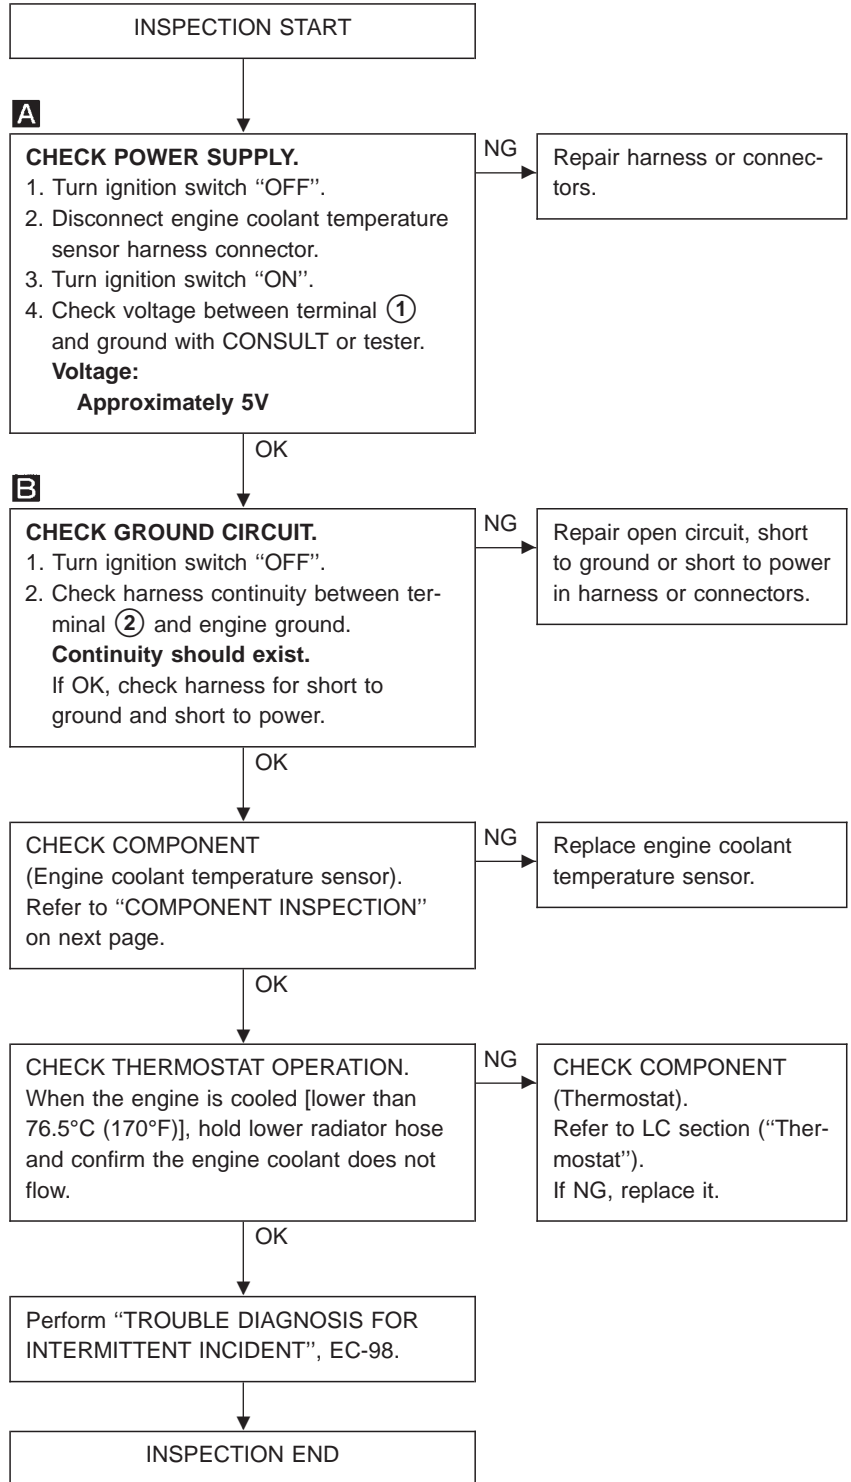 INSPECTION START
A
CHECK POWER SUPPLY.
1. Turn ignition switch ‘‘OFF’’.
2. Disconnect engine coolant temperature
sensor harness connector.
3. Turn ignition switch ‘‘ON’’.
4. Check voltage between terminal ①
and ground with CONSULT or tester.
Voltage:
Approximately 5V
NG
Repair harness or connec-
tors.
OK
B
CHECK GROUND CIRCUIT.
1. Turn ignition switch ‘‘OFF’’.
2. Check harness continuity between ter-
minal ② and engine ground.
Continuity should exist.
If OK, check harness for short to
ground and short to power.
NG
Repair open circuit, short
to ground or short to power
in harness or connectors.
OK
CHECK COMPONENT
(Engine coolant temperature sensor).
Refer to ‘‘COMPONENT INSPECTION’’
on next page.
NG
Replace engine coolant
temperature sensor.
OK
CHECK THERMOSTAT OPERATION.
When the engine is cooled [lower than
76.5°C (170°F)], hold lower radiator hose
and confirm the engine coolant does not
flow.
NG
CHECK COMPONENT
(Thermostat).
Refer to LC section (‘‘Ther-
mostat’’).
If NG, replace it.
OK
Perform ‘‘TROUBLE DIAGNOSIS FOR
INTERMITTENT INCIDENT’’, EC-98.
INSPECTION END